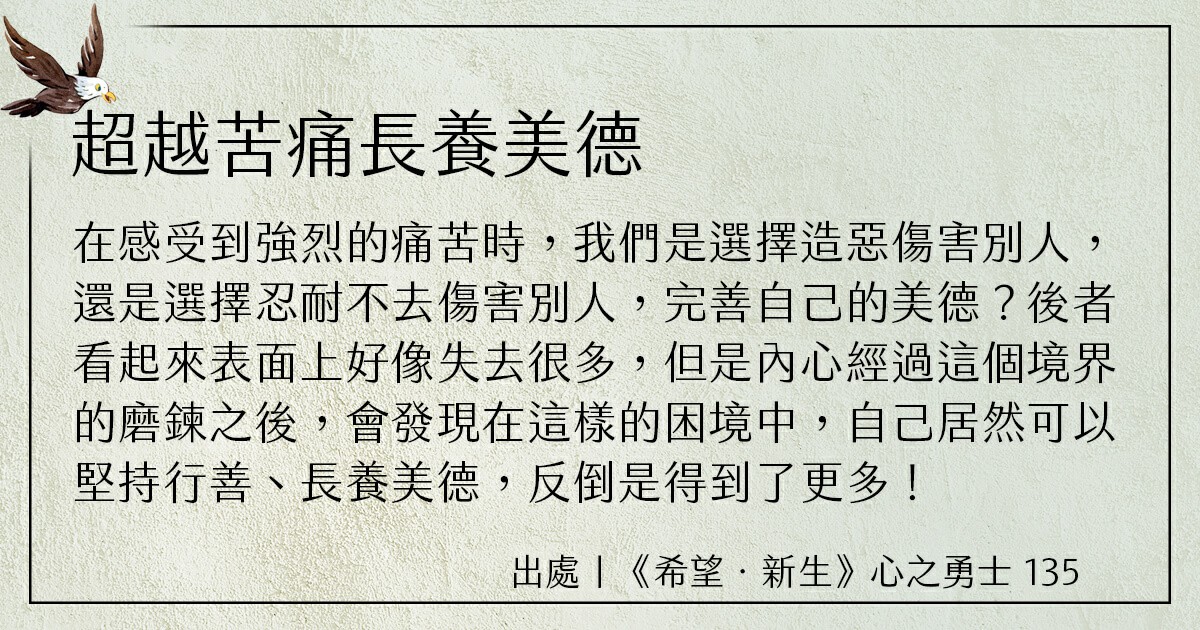 超越苦痛長養美德
在感受到強烈的痛苦時，我們是選擇造惡傷害別人，
還是選擇忍耐不去傷害別人，完善自己的美德？後者
看起來表面上好像失去很多，但是內心經過這個境界
的磨鍊之後，會發現在這樣的困境中，自己居然可以
堅持行善、長養美德，反倒是得到了更多！
出處｜《希望．新生》心之勇士 135